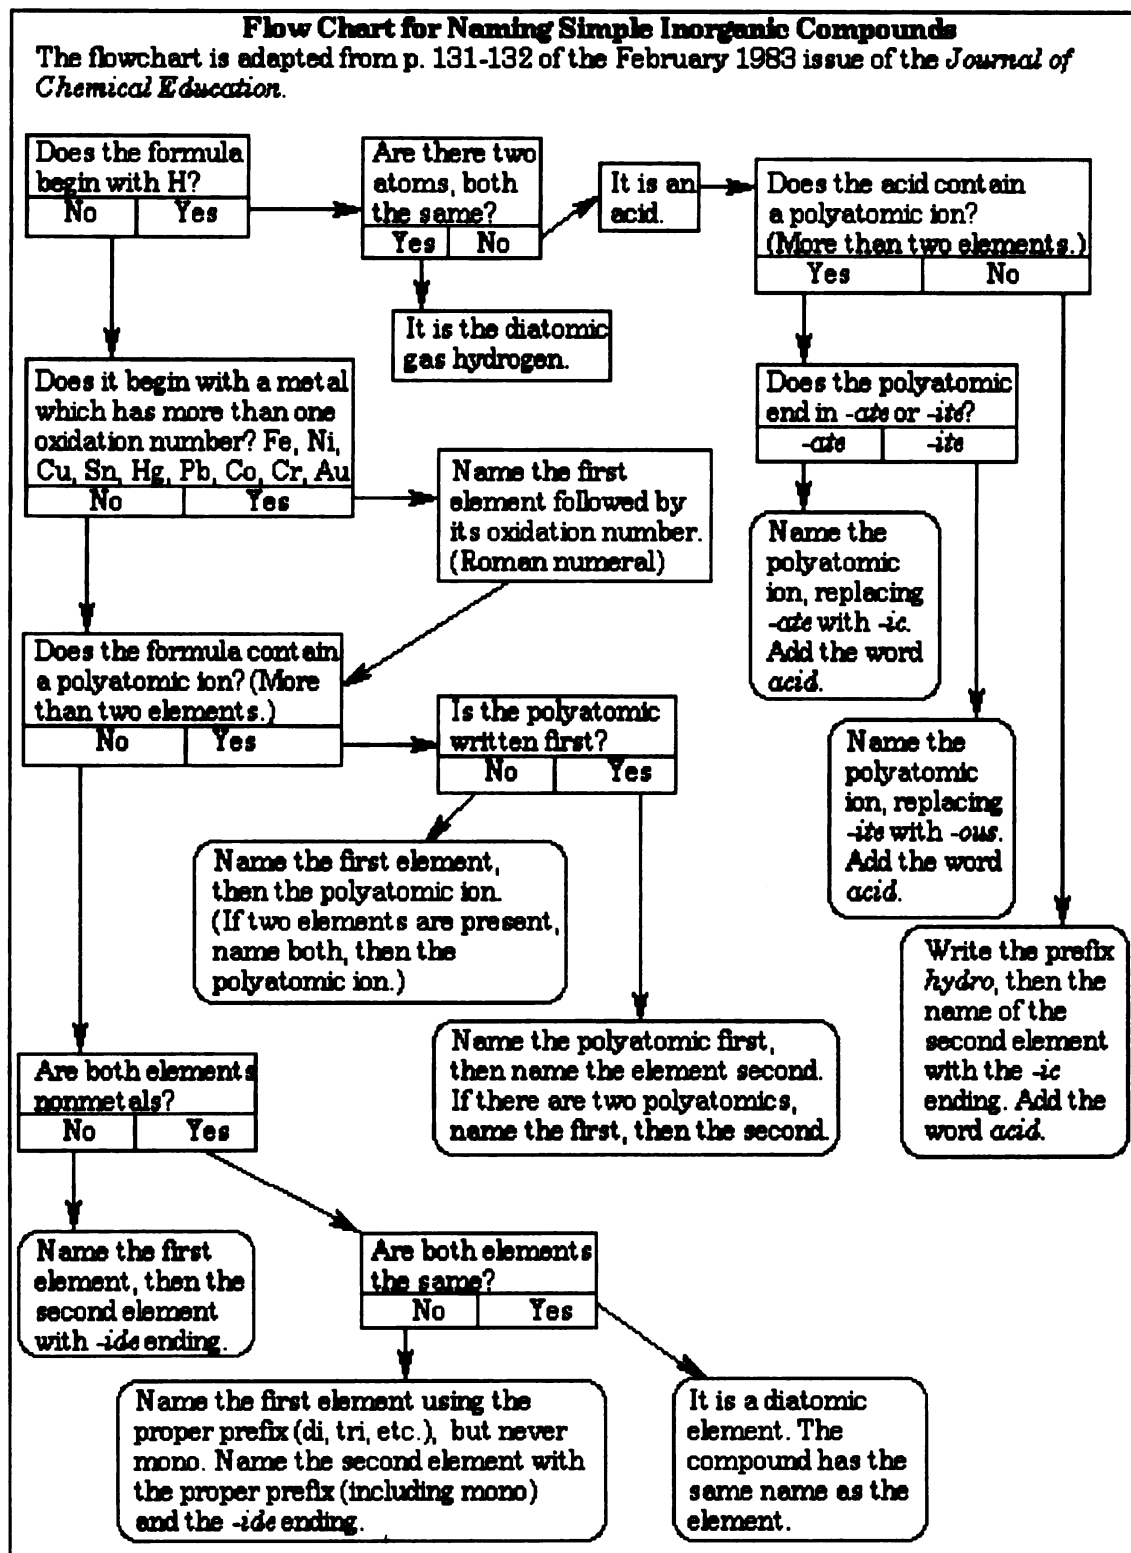 Flow Chart for Naming Simple Inorganic Compounds
The flowchart is adapted from p. 131-132 of the February 1983 issue of the Journal of
Chemical Education.
Does the formula
begin with H?
No Yes
Are there two
atoms, both
the same?
Yes No
It is an
acid.
Does the acid contain
a polyatomic ion?
(More than two elements.)
Yes No
It is the diatomic
gas hydrogen.
Does it begin with a metal
which has more than one
oxidation number? Fe, Ni,
Cu, Sn, Hg, Pb, Co, Cr, Au
No Yes
Name the first
element followed by
its oxidation number.
(Roman numeral)
Does the polyatomic
end in -ate or -ite?
-ate -ite
Name the
polyatomic
ion, replacing
-ate with -ic.
Add the word
acid.
Does the formula contain
a polyatomic ion? (More
than two elements.)
No Yes
Is the polyatomic
written first?
No Yes
Name the
polyatomic
ion, replacing
-ite with -ous.
Add the word
acid.
Name the first element,
then the polyatomic ion.
(If two elements are present,
name both, then the
polyatomic ion.)
Write the prefix
hydro, then the
name of the
second element
with the -ic
ending. Add the
word acid.
Name the polyatomic first,
then name the element second.
If there are two polyatomics,
name the first, then the second.
Are both elements
nonmetals?
No Yes
Name the first
element, then the
second element
with -ide ending.
Are both elements
the same?
No Yes
Name the first element using the
proper prefix (di, tri, etc.), but never
mono. Name the second element with
the proper prefix (including mono)
and the -ide ending.
It is a diatomic
element. The
compound has the
same name as the
element.